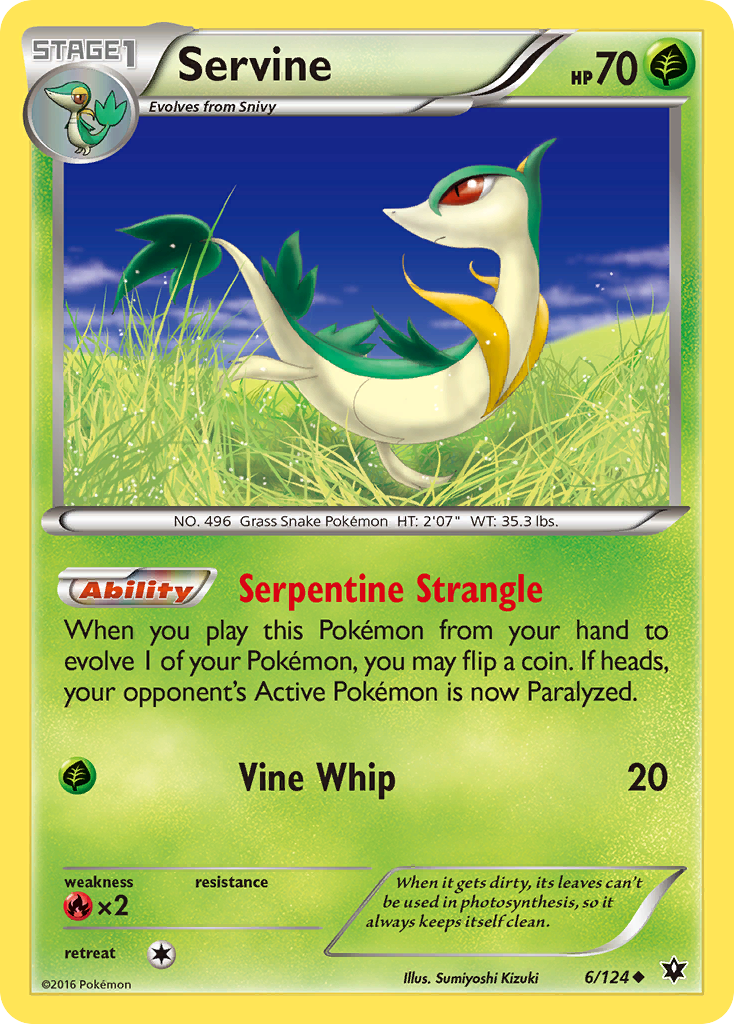 STAGE1
Servine
HP 70
Evolves from Snivy
NO. 496 Grass Snake Pokémon HT: 2'07" WT: 35.3 lbs.
Ability Serpentine Strangle
When you play this Pokémon from your hand to
evolve 1 of your Pokémon, you may flip a coin. If heads,
your opponent's Active Pokémon is now Paralyzed.
Vine Whip 20
weakness resistance
×2
retreat
When it gets dirty, its leaves can't
be used in photosynthesis, so it
always keeps itself clean.
©2016 Pokémon
Illus. Sumiyoshi Kizuki
6/124